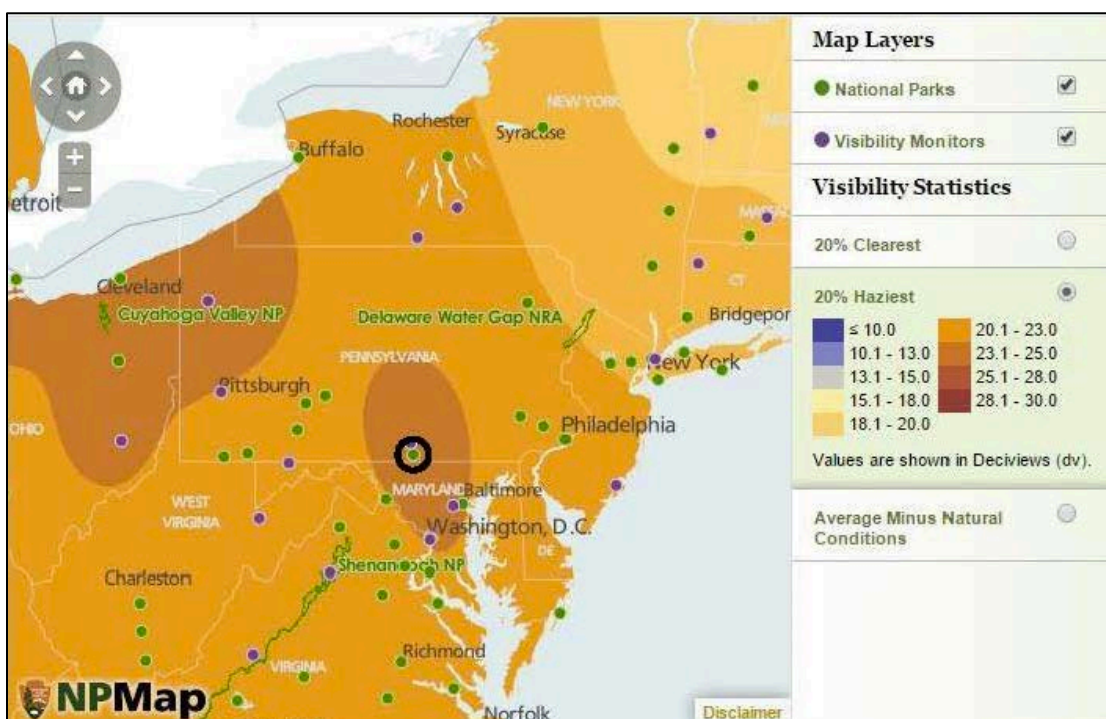 NEW YORK
Rochester
Syracuse
Buffalo
etroit
Cleveland
Cuyahoga Valley NP
Delaware Water Gap NRA
Bridgepor
CT
PENNSYLVANIA
New York
Pittsburgh
Philadelphia
OHIO
MARYLAND
Baltimore
WEST
VIRGINIA
Washington, D.C.
DE
Shenandoah NP
Charleston
Richmond
VIRGINIA
NPMap
Norfolk
Disclaimer
Map Layers
National Parks
Visibility Monitors
Visibility Statistics
20% Clearest
20% Haziest
≤ 10.0
10.1 - 13.0
13.1 - 15.0
15.1 - 18.0
18.1 - 20.0
20.1 - 23.0
23.1 - 25.0
25.1 - 28.0
28.1 - 30.0
Values are shown in Deciviews (dv).
Average Minus Natural
Conditions